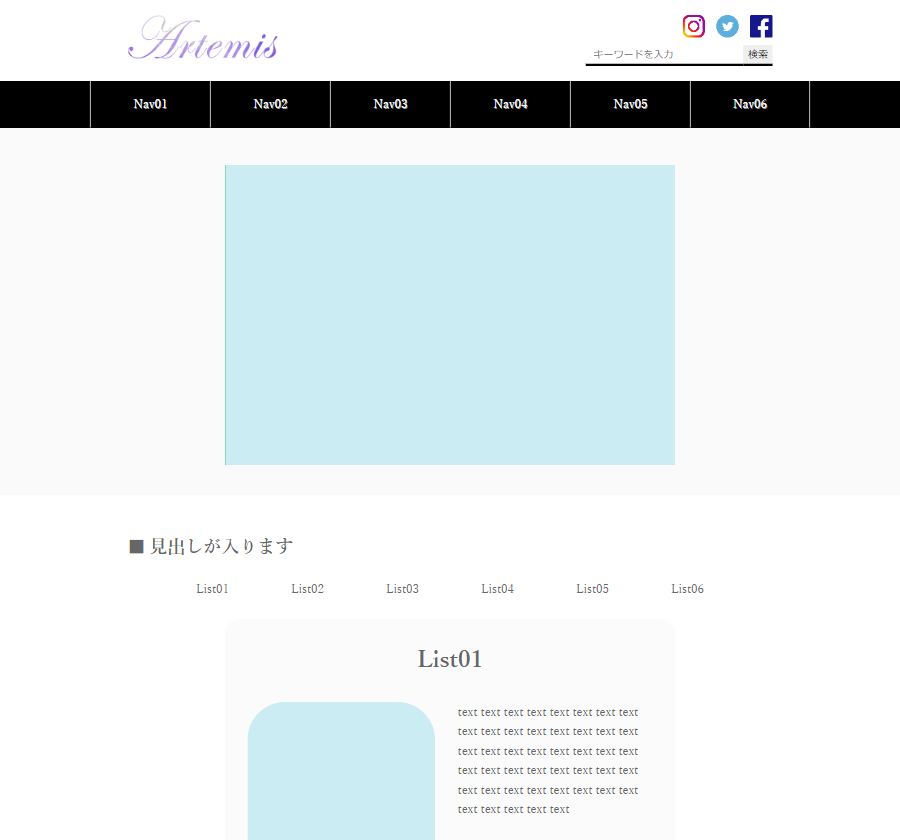 Artemis
キーワードを入力
検索
Nav01 Nav02 Nav03 Nav04 Nav05 Nav06
■ 見出しが入ります
List01 List02 List03 List04 List05 List06
List01
text text text text text text text text
text text text text text text text text
text text text text text text text text
text text text text text text text text
text text text text text text text text
text text text text text